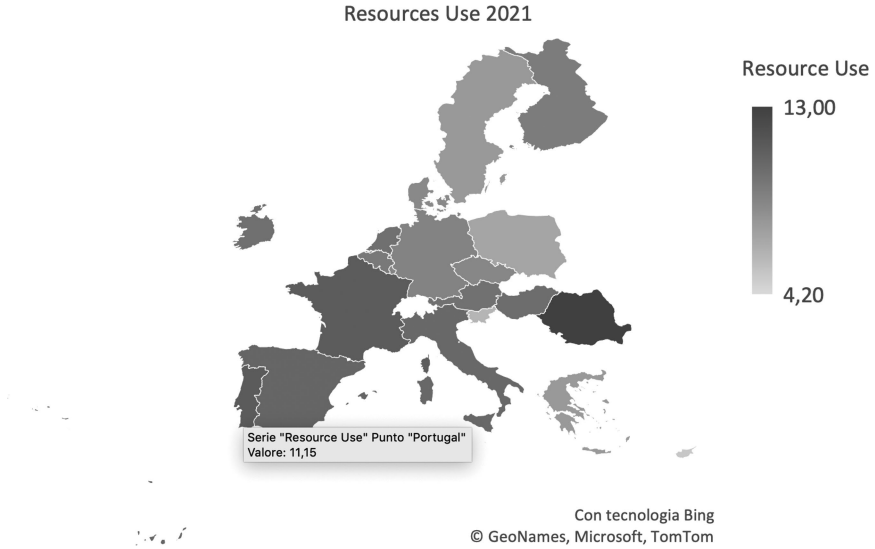 Resources Use 2021
Resource Use
13,00
4,20
Serie "Resource Use" Punto "Portugal"
Valore: 11,15
Con tecnologia Bing
© GeoNames, Microsoft, TomTom